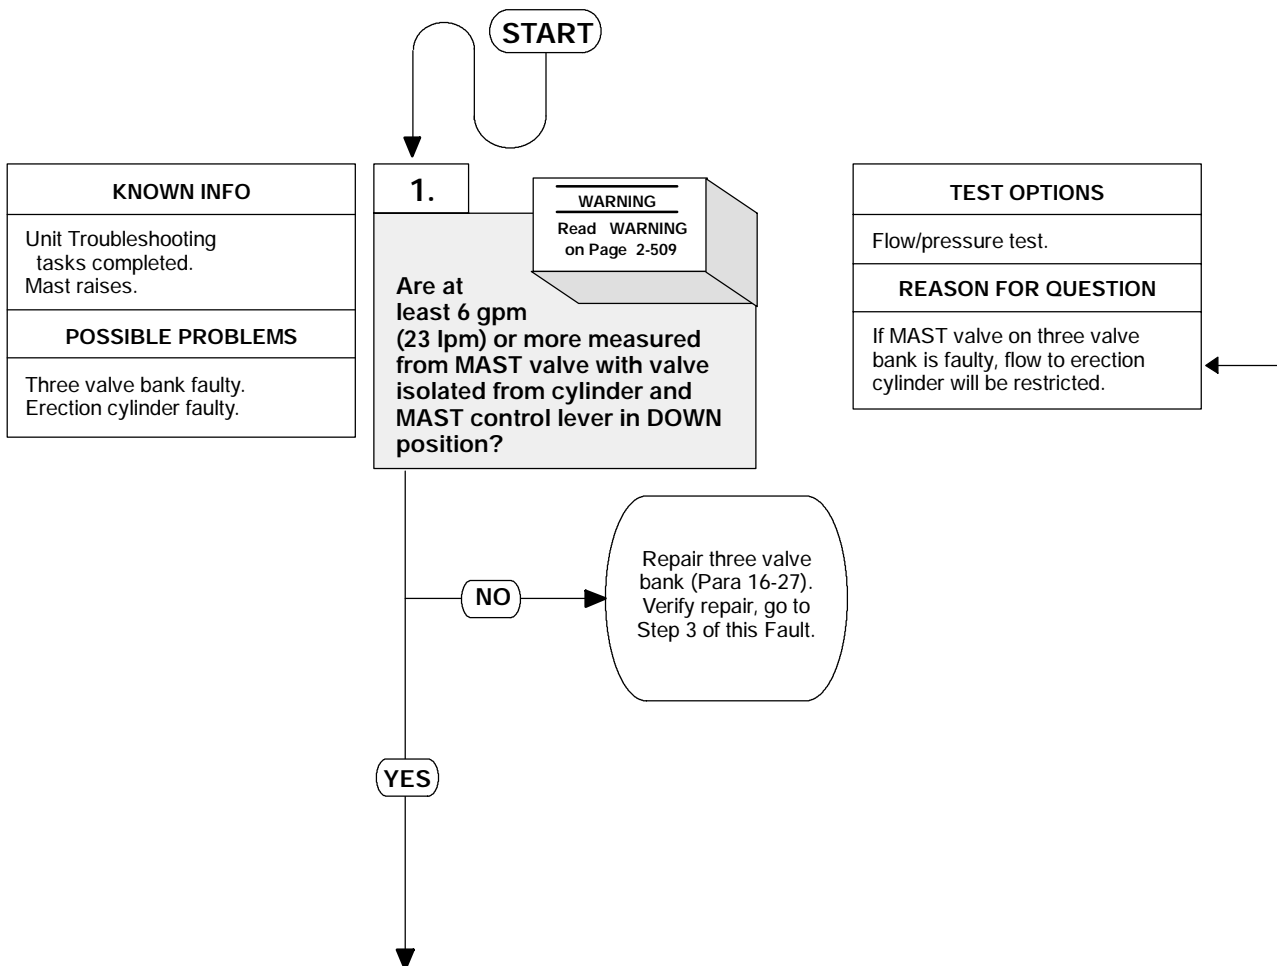 START
KNOWN INFO
Unit Troubleshooting
tasks completed.
Mast raises.
POSSIBLE PROBLEMS
Three valve bank faulty.
Erection cylinder faulty.
1.
WARNING
Read WARNING
on Page 2-509
Are at
least 6 gpm
(23 lpm) or more measured
from MAST valve with valve
isolated from cylinder and
MAST control lever in DOWN
position?
TEST OPTIONS
Flow/pressure test.
REASON FOR QUESTION
If MAST valve on three valve
bank is faulty, flow to erection
cylinder will be restricted.
NO
Repair three valve
bank (Para 16-27).
Verify repair, go to
Step 3 of this Fault.
YES